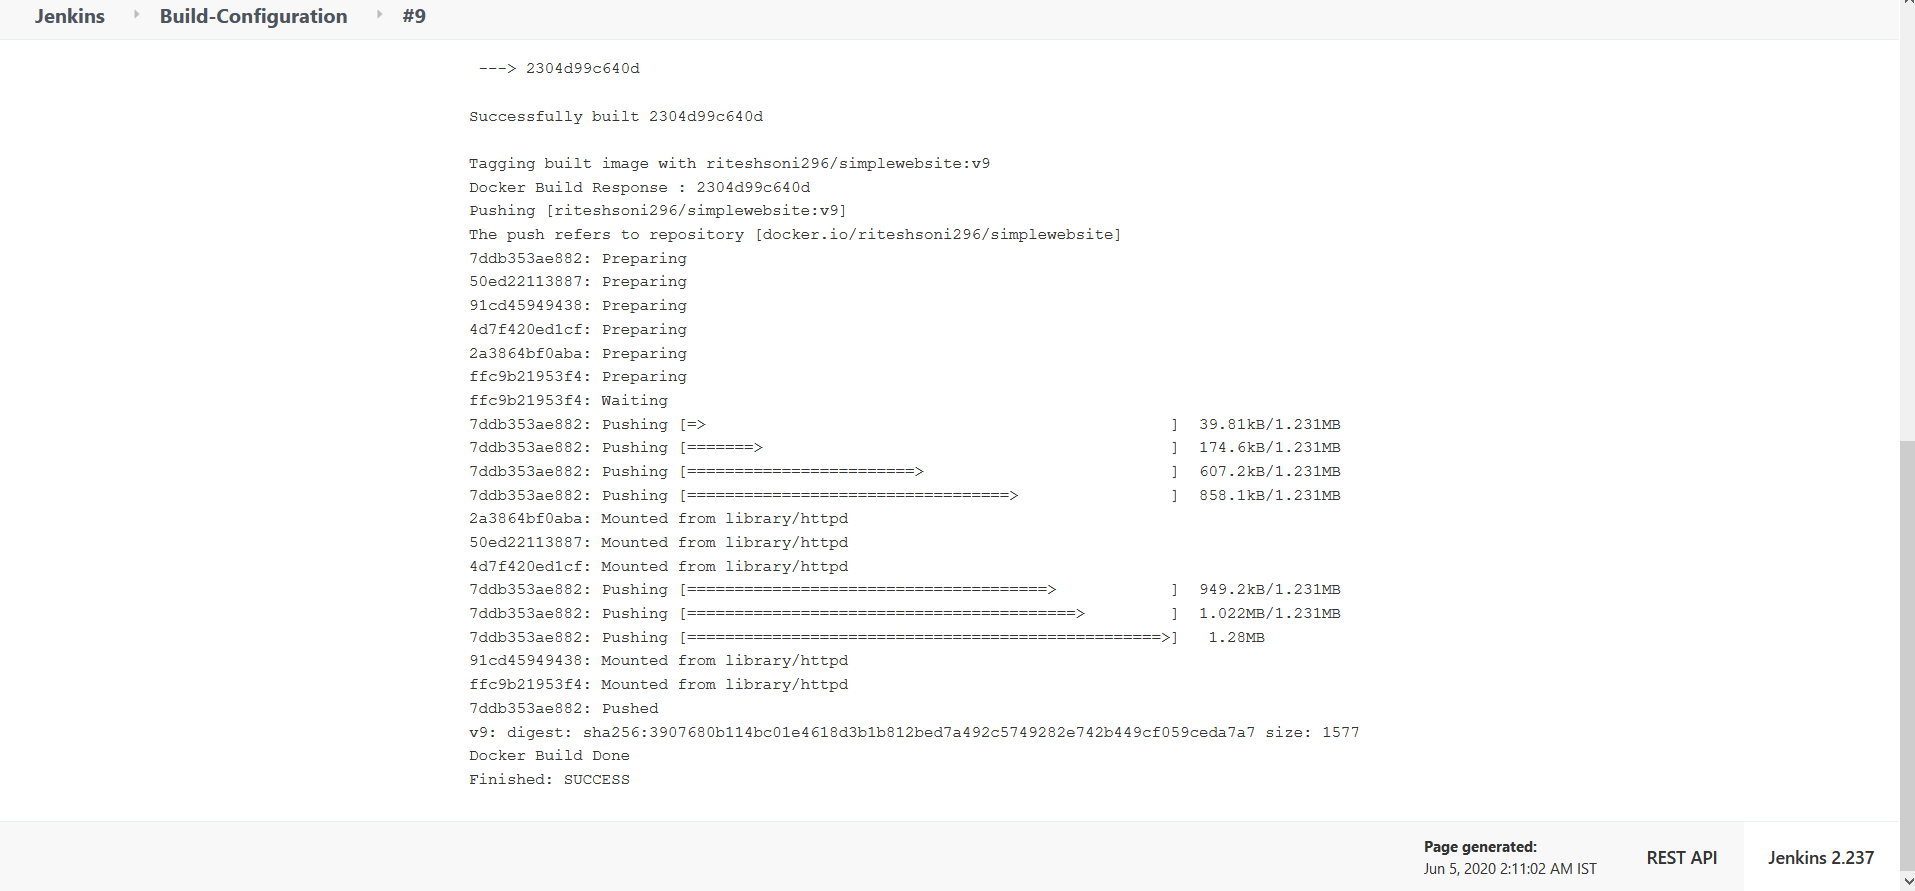 Jenkins Build-Configuration #9
---> 2304d99c640d
Successfully built 2304d99c640d
Tagging built image with riteshsoni296/simplewebsite:v9
Docker Build Response : 2304d99c640d
Pushing [riteshsoni296/simplewebsite:v9]
The push refers to repository [docker.io/riteshsoni296/simplewebsite]
7ddb353ae882: Preparing
50ed22113887: Preparing
91cd45949438: Preparing
4d7f420ed1cf: Preparing
2a3864bf0aba: Preparing
ffc9b21953f4: Preparing
ffc9b21953f4: Waiting
7ddb353ae882: Pushing [=>                                                 ]  39.81kB/1.231MB
7ddb353ae882: Pushing [=======>                                           ]  174.6kB/1.231MB
7ddb353ae882: Pushing [========================>                          ]  607.2kB/1.231MB
7ddb353ae882: Pushing [==================================>                ]  858.1kB/1.231MB
2a3864bf0aba: Mounted from library/httpd
50ed22113887: Mounted from library/httpd
4d7f420ed1cf: Mounted from library/httpd
7ddb353ae882: Pushing [======================================>            ]  949.2kB/1.231MB
7ddb353ae882: Pushing [=========================================>         ]  1.022MB/1.231MB
7ddb353ae882: Pushing [==================================================>]   1.28MB
91cd45949438: Mounted from library/httpd
ffc9b21953f4: Mounted from library/httpd
7ddb353ae882: Pushed
v9: digest: sha256:3907680b114bc01e4618d3b1b812bed7a492c5749282e742b449cf059ceda7a7 size: 1577
Docker Build Done
Finished: SUCCESS
Page generated:
Jun 5, 2020 2:11:02 AM IST
REST API
Jenkins 2.237